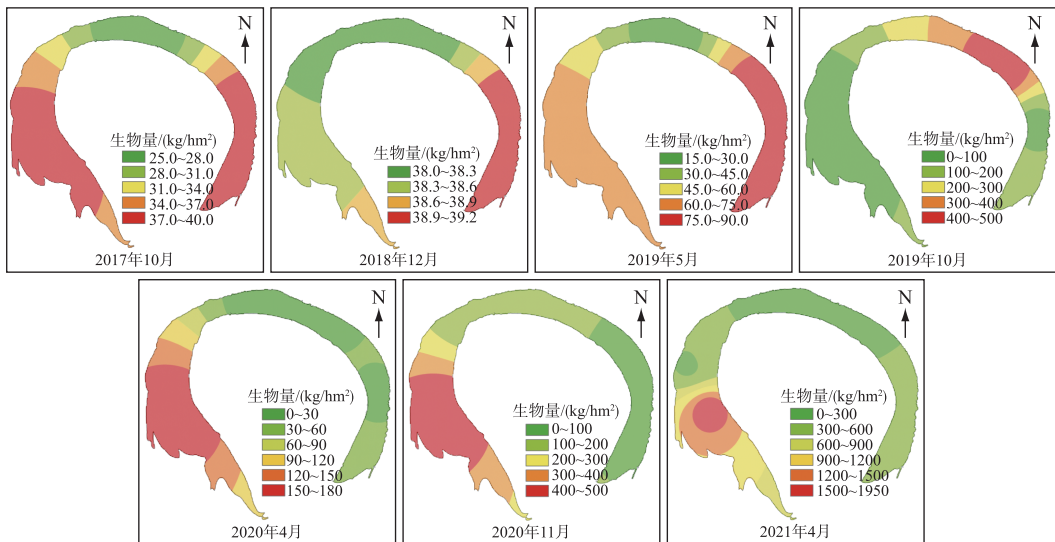 N
生物量/(kg/hm²)
25.0~28.0
28.0~31.0
31.0~34.0
34.0~37.0
37.0~40.0
2017年10月
N
生物量/(kg/hm²)
38.0~38.3
38.3~38.6
38.6~38.9
38.9~39.2
2018年12月
N
生物量/(kg/hm²)
15.0~30.0
30.0~45.0
45.0~60.0
60.0~75.0
75.0~90.0
2019年5月
N
生物量/(kg/hm²)
0~100
100~200
200~300
300~400
400~500
2019年10月
N
生物量/(kg/hm²)
0~30
30~60
60~90
90~120
120~150
150~180
2020年4月
N
生物量/(kg/hm²)
0~100
100~200
200~300
300~400
400~500
2020年11月
N
生物量/(kg/hm²)
0~300
300~600
600~900
900~1200
1200~1500
1500~1950
2021年4月